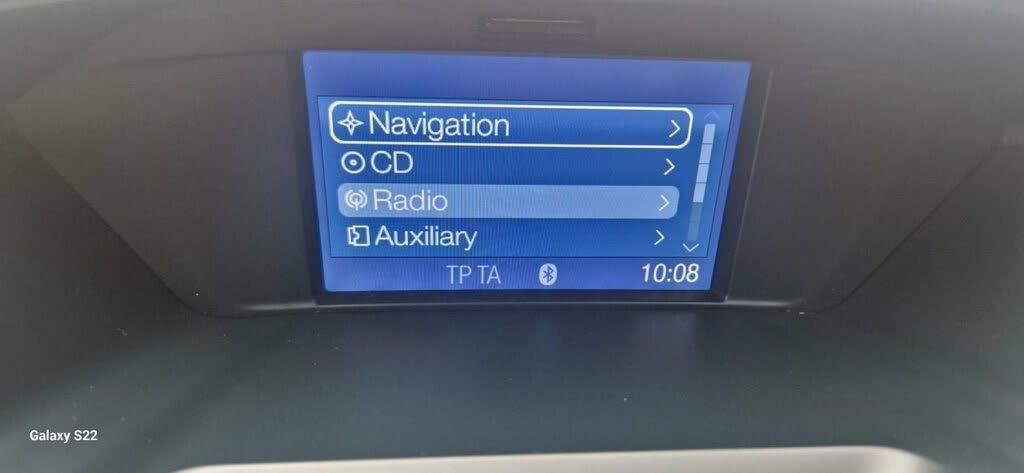 Navigation
CD
Radio
Auxiliary
TP TA 10:08
Galaxy S22